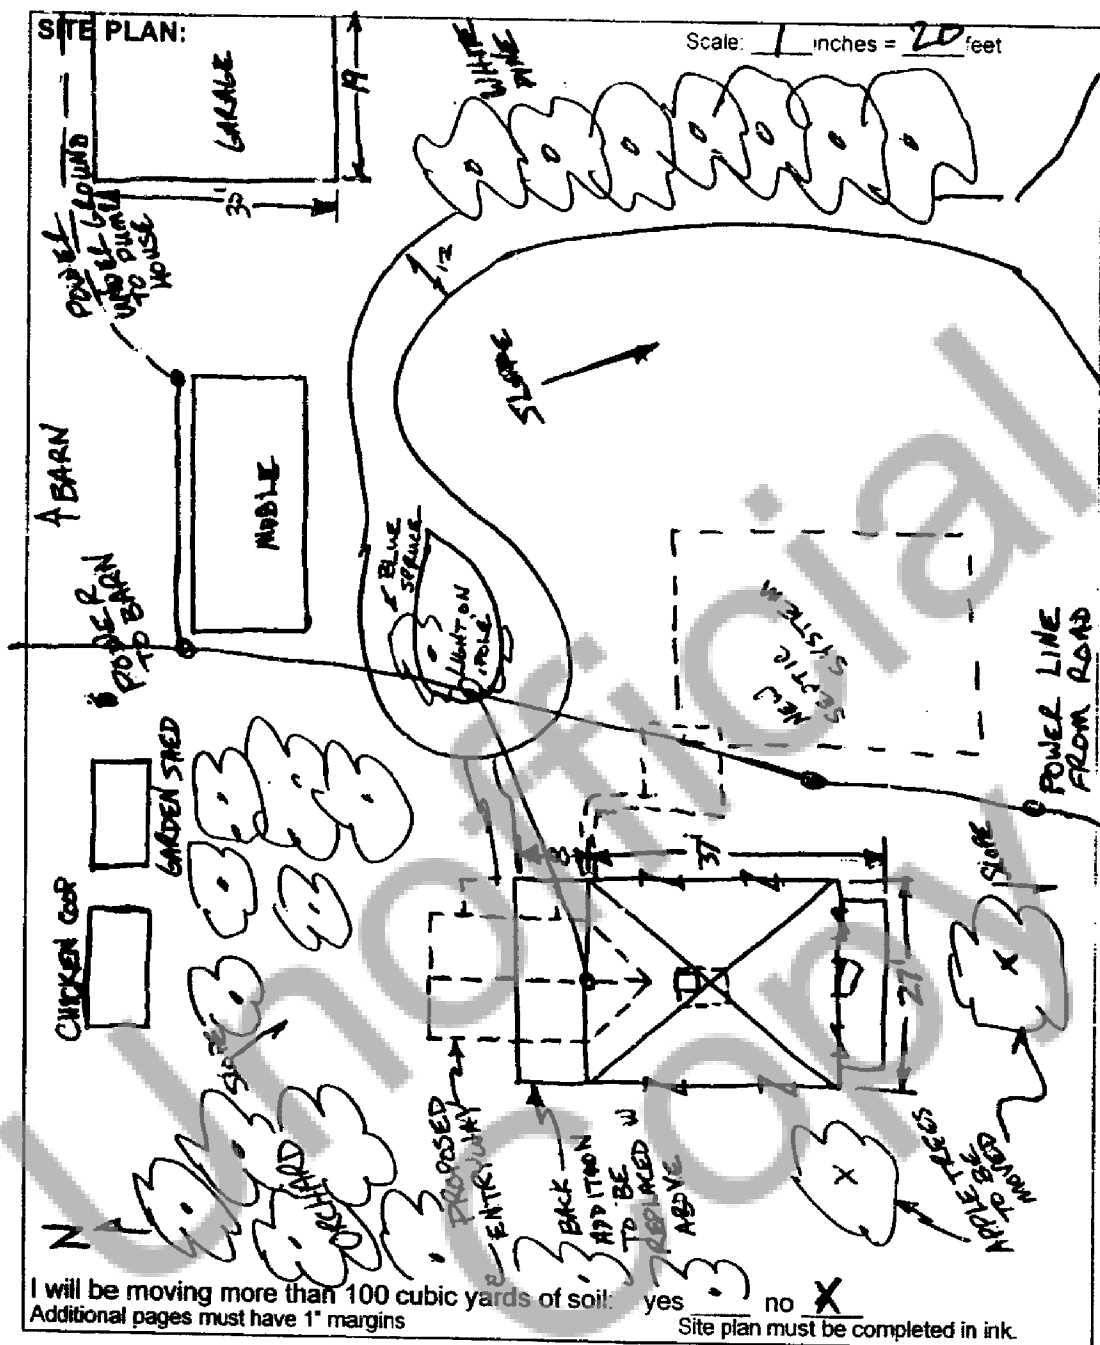 SITE PLAN:
Scale: 1 inches = 20 feet
WHITE
PINE
GARAGE
19
30'
POWER
UNDER GROUND
TO
HOUSE
12
SLOPE
↑ BARN
MOBILE
POWER
TO BARN
BLUE
SPRUCE
LIGHT ON
POLE
NEW
SEPTIC
SYSTEM
POWER LINE
FROM ROAD
GARDEN SHED
CHICKEN COOP
8
37
27'
SLOPE
SLOPE
N
ORCHARD
PROPOSED
ENTRYWAY
BACK
ADDITION
TO BE
REPLACED W
ABOVE
APPLE TREES
TO BE
MOVED
I will be moving more than 100 cubic yards of soil: yes no X
Additional pages must have 1" margins
Site plan must be completed in ink.
Unofficial
Copy